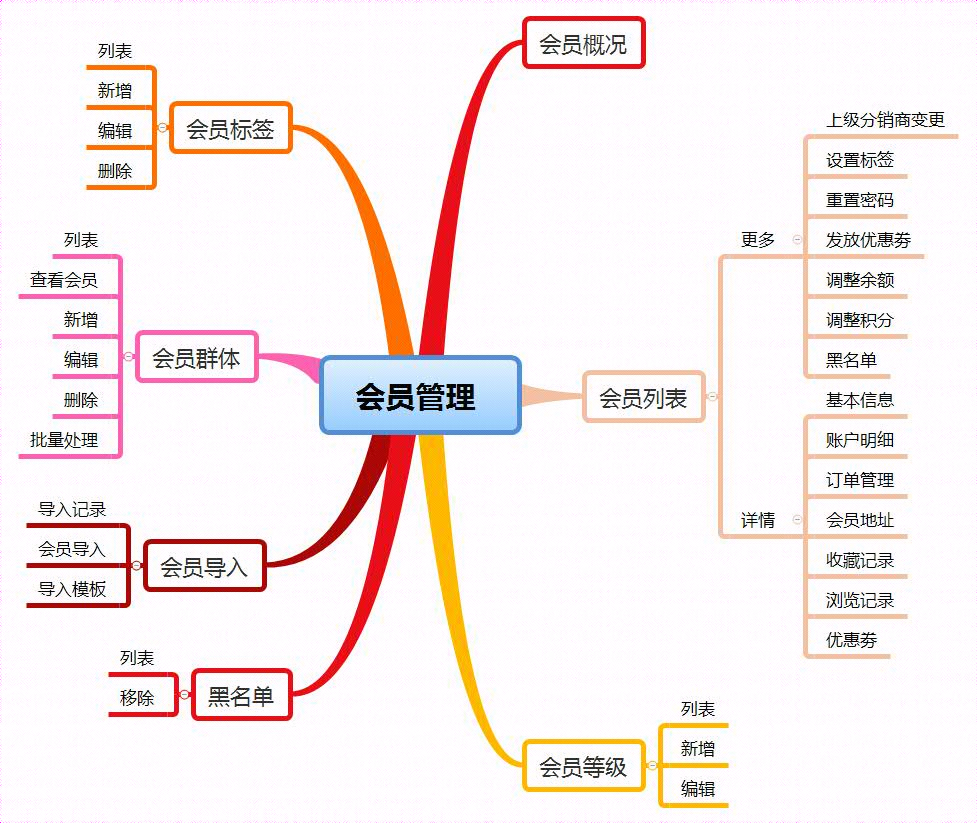 会员管理
会员概况
会员列表
更多
上级分销商变更
设置标签
重置密码
发放优惠劵
调整余额
调整积分
黑名单
详情
基本信息
账户明细
订单管理
会员地址
收藏记录
浏览记录
优惠劵
会员等级
列表
新增
编辑
会员标签
列表
新增
编辑
删除
会员群体
列表
查看会员
新增
编辑
删除
批量处理
会员导入
导入记录
会员导入
导入模板
黑名单
列表
移除